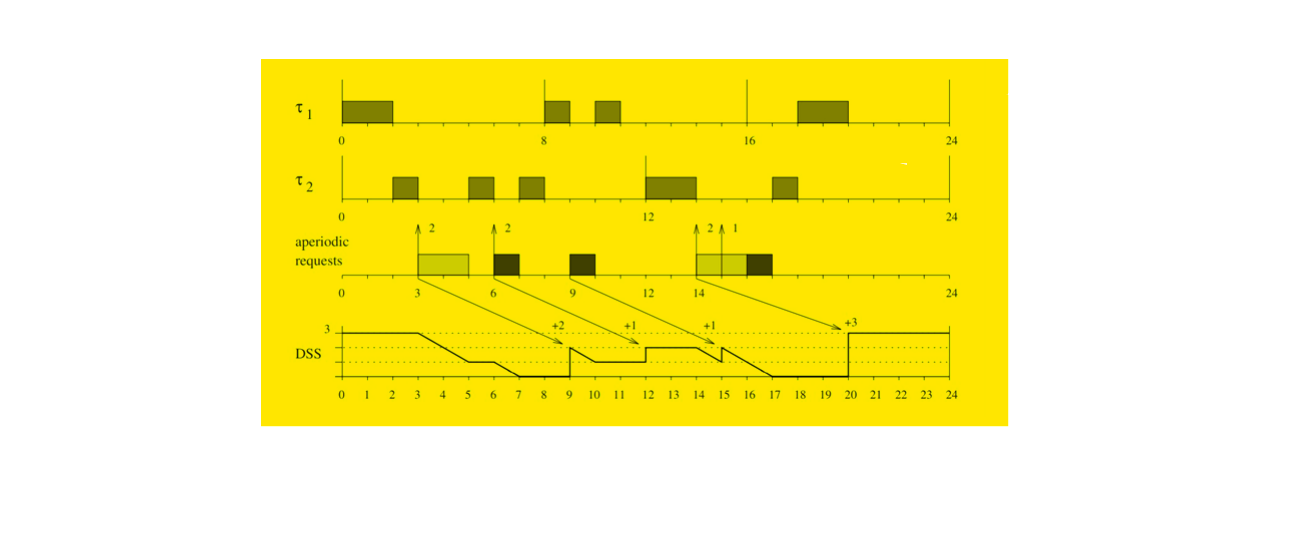 τ 1
0 8 16 24
τ 2
0 12 24
2 2 2 1
aperiodic
requests
0 3 6 9 12 14 24
+2 +1 +1 +3
3
DSS
0 1 2 3 4 5 6 7 8 9 10 11 12 13 14 15 16 17 18 19 20 21 22 23 24